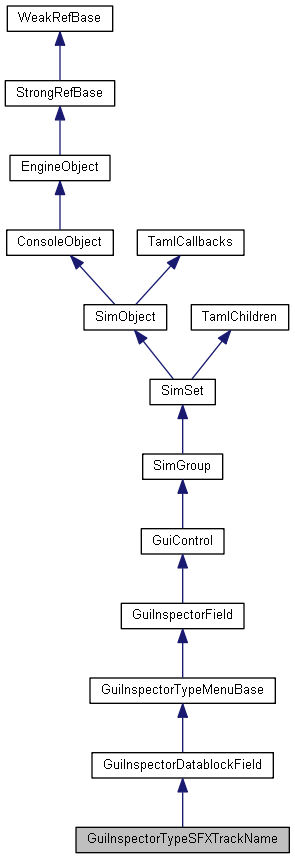 WeakRefBase
StrongRefBase
EngineObject
ConsoleObject
TamlCallbacks
SimObject
TamlChildren
SimSet
SimGroup
GuiControl
GuiInspectorField
GuiInspectorTypeMenuBase
GuiInspectorDatablockField
GuiInspectorTypeSFXTrackName